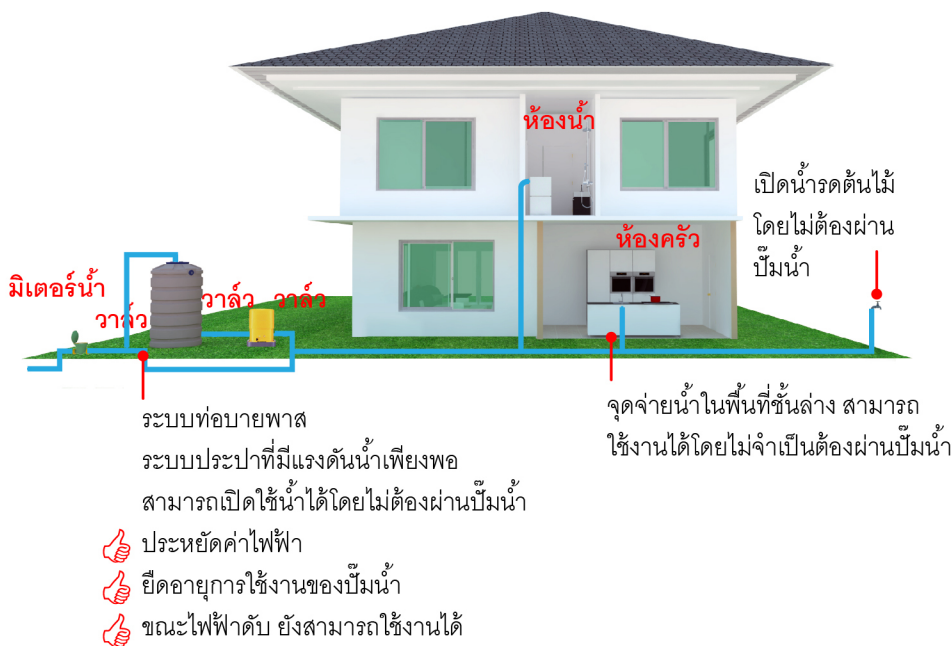 ห้องน้ำ
เปิดน้ำรดต้นไม้
โดยไม่ต้องผ่าน
ปั๊มน้ำ
ห้องครัว
มิเตอร์น้ำ
วาล์ว
วาล์ว
วาล์ว
ระบบท่อบายพาส
ระบบประปาที่มีแรงดันน้ำเพียงพอ
สามารถเปิดใช้น้ำได้โดยไม่ต้องผ่านปั๊มน้ำ
ประหยัดค่าไฟฟ้า
ยืดอายุการใช้งานของปั๊มน้ำ
ขณะไฟฟ้าดับ ยังสามารถใช้งานได้
จุดจ่ายน้ำในพื้นที่ชั้นล่าง สามารถ
ใช้งานได้โดยไม่จำเป็นต้องผ่านปั๊มน้ำ